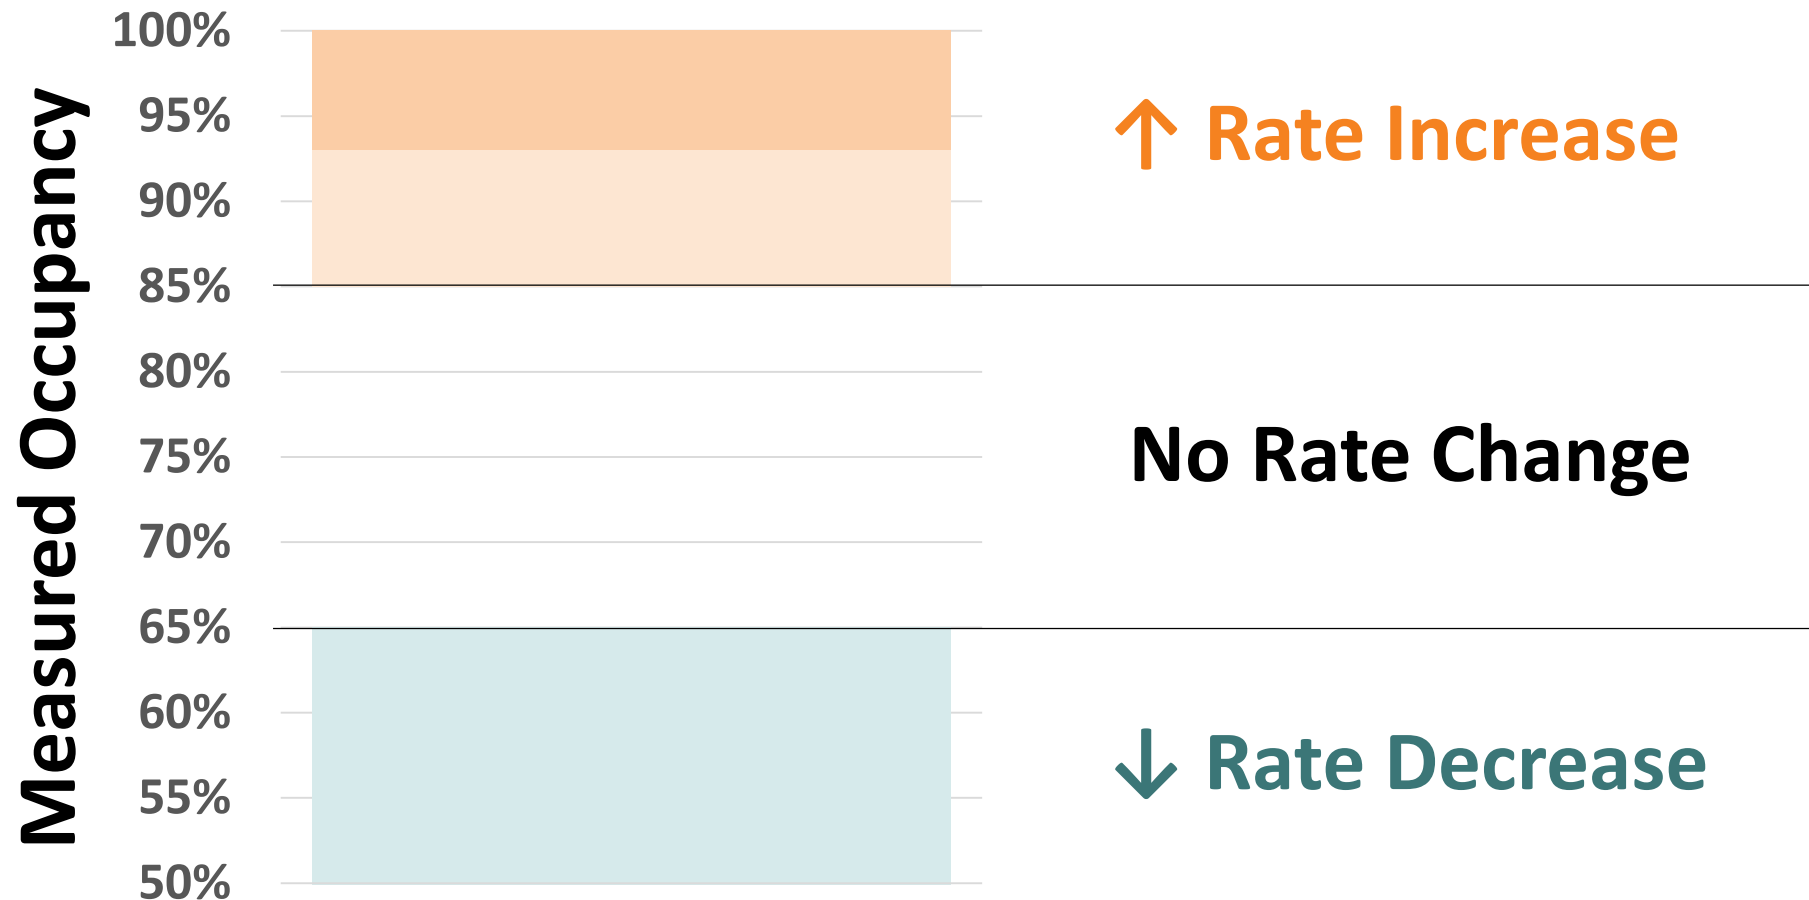 Measured Occupancy
100%
95%
90%
85%
80%
75%
70%
65%
60%
55%
50%
↑ Rate Increase
No Rate Change
↓ Rate Decrease